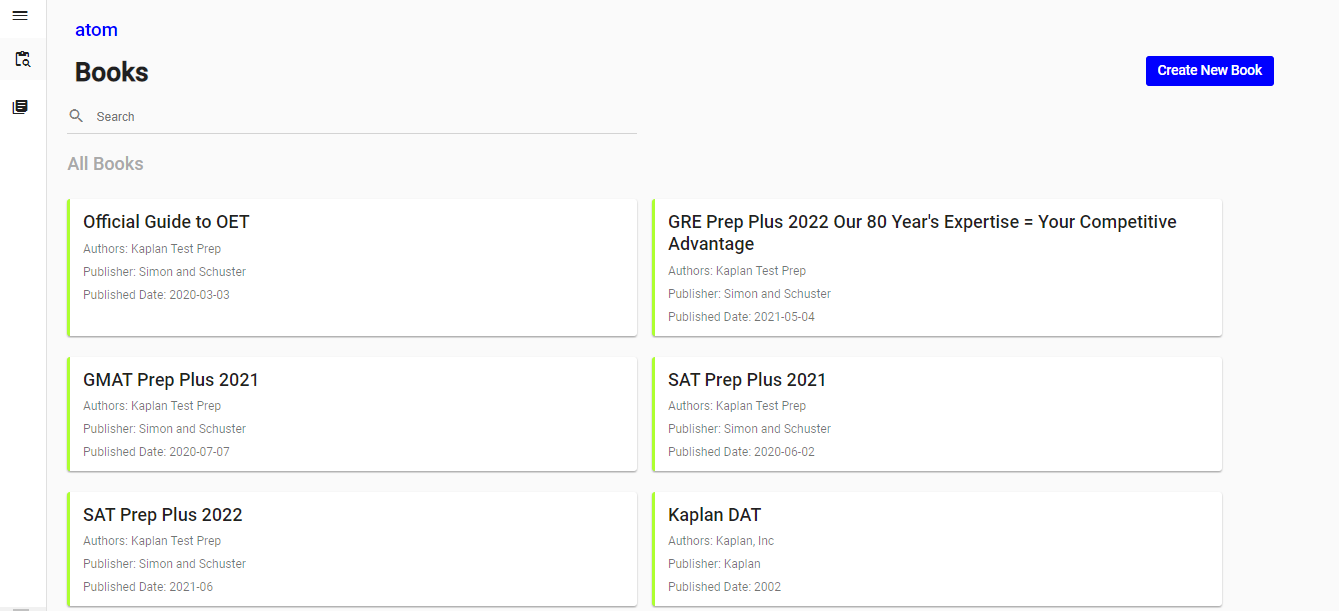 atom
Books
Create New Book
Search
All Books
Official Guide to OET
Authors: Kaplan Test Prep
Publisher: Simon and Schuster
Published Date: 2020-03-03
GRE Prep Plus 2022 Our 80 Year's Expertise = Your Competitive
Advantage
Authors: Kaplan Test Prep
Publisher: Simon and Schuster
Published Date: 2021-05-04
GMAT Prep Plus 2021
Authors: Kaplan Test Prep
Publisher: Simon and Schuster
Published Date: 2020-07-07
SAT Prep Plus 2021
Authors: Kaplan Test Prep
Publisher: Simon and Schuster
Published Date: 2020-06-02
SAT Prep Plus 2022
Authors: Kaplan Test Prep
Publisher: Simon and Schuster
Published Date: 2021-06
Kaplan DAT
Authors: Kaplan, Inc
Publisher: Kaplan
Published Date: 2002